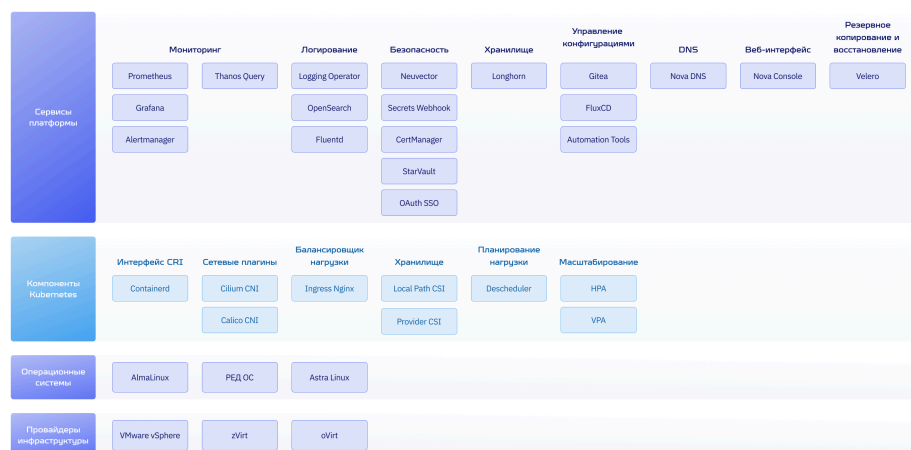 Сервисы
платформы
Мониторинг
Prometheus
Thanos Query
Grafana
Alertmanager
Логирование
Logging Operator
OpenSearch
Fluentd
Безопасность
Neuvector
Secrets Webhook
CertManager
StarVault
OAuth SSO
Хранилище
Longhorn
Управление
конфигурациями
Gitea
FluxCD
Automation Tools
DNS
Nova DNS
Веб-интерфейс
Nova Console
Резервное
копирование и
восстановление
Velero
Компоненты
Kubernetes
Интерфейс CRI
Containerd
Сетевые плагины
Cilium CNI
Calico CNI
Балансировщик
нагрузки
Ingress Nginx
Хранилище
Local Path CSI
Provider CSI
Планирование
нагрузки
Descheduler
Масштабирование
HPA
VPA
Операционные
системы
AlmaLinux
РЕД ОС
Astra Linux
Провайдеры
инфраструктуры
VMware vSphere
zVirt
oVirt